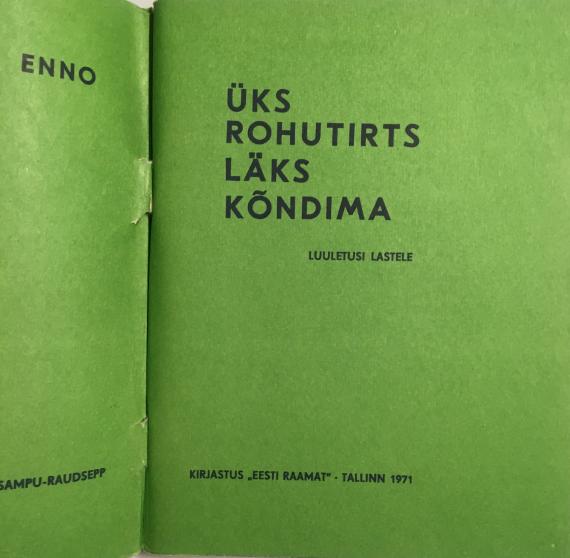 ENNO
SAMPU-RAUDSEPP
ÜKS
ROHUTIRTS
LÄKS
KÕNDIMA
LUULETUSI LASTELE
KIRJASTUS „EESTI RAAMAT" · TALLINN 1971